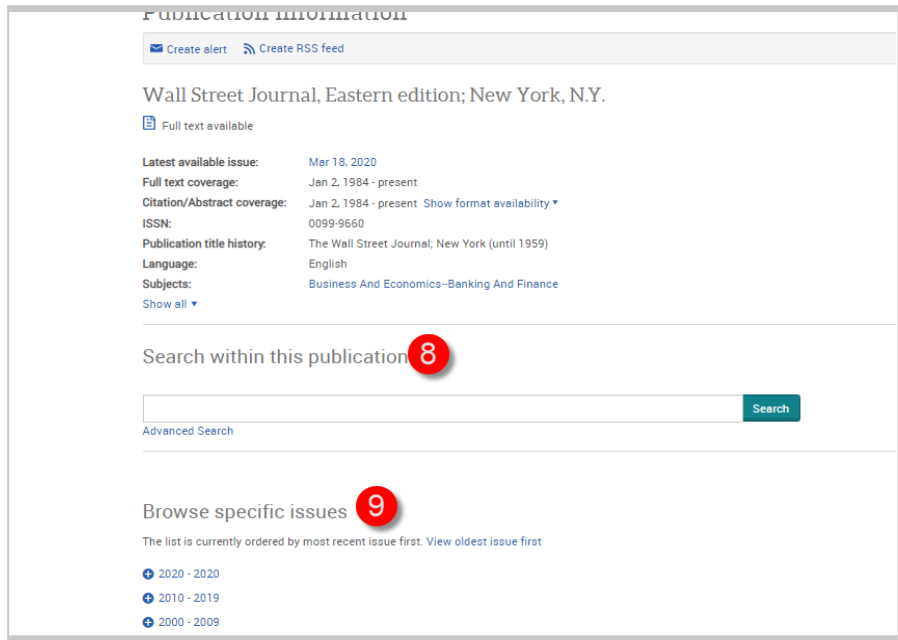 Publication Information
Create alert Create RSS feed
Wall Street Journal, Eastern edition; New York, N.Y.
Full text available
Latest available issue: Mar 18, 2020
Full text coverage: Jan 2, 1984 - present
Citation/Abstract coverage: Jan 2, 1984 - present Show format availability
ISSN: 0099-9660
Publication title history: The Wall Street Journal; New York (until 1959)
Language: English
Subjects: Business And Economics--Banking And Finance
Show all
Search within this publication 8
Search
Advanced Search
Browse specific issues 9
The list is currently ordered by most recent issue first. View oldest issue first
2020 - 2020
2010 - 2019
2000 - 2009